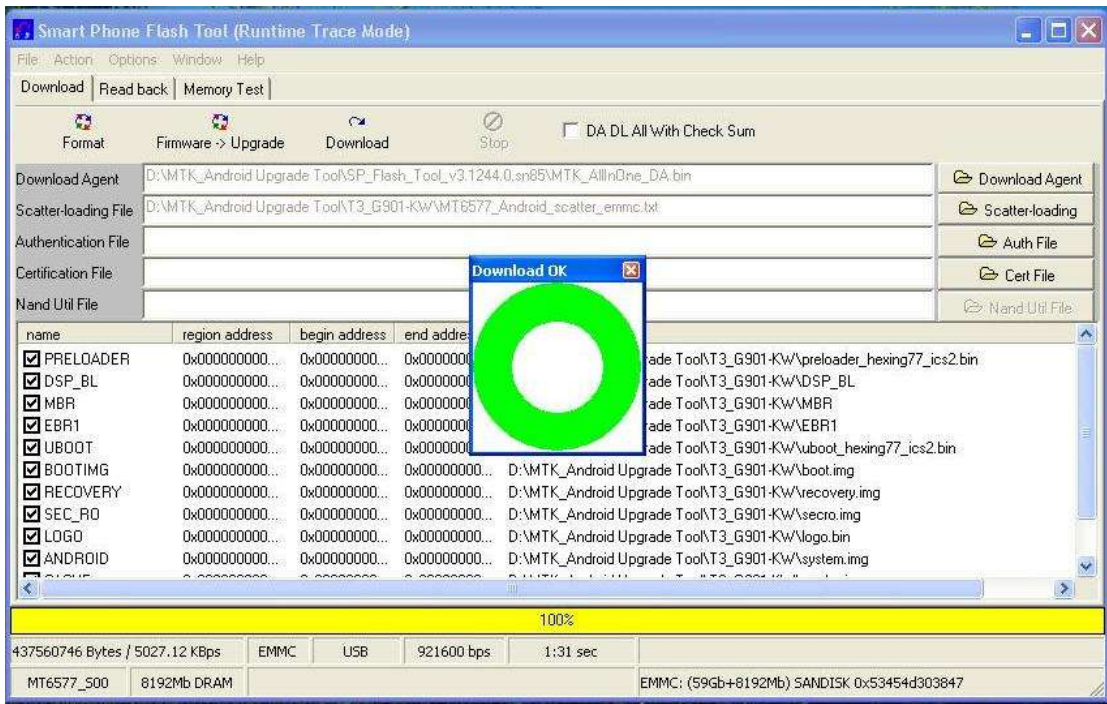 Smart Phone Flash Tool (Runtime Trace Mode)
File Action Options Window Help
Download Read back Memory Test
Format Firmware -> Upgrade Download Stop DA DL All With Check Sum
Download Agent D:\MTK_Android Upgrade Tool\SP_Flash_Tool_v3.1244.0.sn85\MTK_AllInOne_DA.bin Download Agent
Scatter-loading File D:\MTK_Android Upgrade Tool\T3_G901-KW\MT6577_Android_scatter_emmc.txt Scatter-loading
Authentication File Auth File
Certification File Cert File
Nand Util File Nand Util File
Download OK
name region address begin address end addre
PRELOADER 0x000000000... 0x00000000... 0x0000000 ade Tool\T3_G901-KW\preloader_hexing77_ics2.bin
DSP_BL 0x000000000... 0x00000000... 0x0000000 ade Tool\T3_G901-KW\DSP_BL
MBR 0x000000000... 0x00000000... 0x0000000 ade Tool\T3_G901-KW\MBR
EBR1 0x000000000... 0x00000000... 0x0000000 ade Tool\T3_G901-KW\EBR1
UBOOT 0x000000000... 0x00000000... 0x0000000 ade Tool\T3_G901-KW\uboot_hexing77_ics2.bin
BOOTIMG 0x000000000... 0x00000000... 0x00000000... D:\MTK_Android Upgrade Tool\T3_G901-KW\boot.img
RECOVERY 0x000000000... 0x00000000... 0x00000000... D:\MTK_Android Upgrade Tool\T3_G901-KW\recovery.img
SEC_RO 0x000000000... 0x00000000... 0x00000000... D:\MTK_Android Upgrade Tool\T3_G901-KW\secro.img
LOGO 0x000000000... 0x00000000... 0x00000000... D:\MTK_Android Upgrade Tool\T3_G901-KW\logo.bin
ANDROID 0x000000000... 0x00000000... 0x00000000... D:\MTK_Android Upgrade Tool\T3_G901-KW\system.img
100%
437560746 Bytes / 5027.12 KBps EMMC USB 921600 bps 1:31 sec
MT6577_S00 8192Mb DRAM EMMC: (59Gb+8192Mb) SANDISK 0x53454d303847